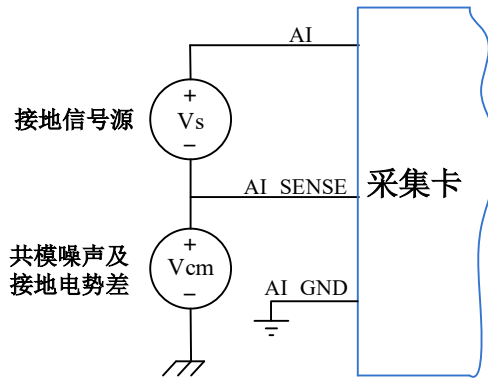 AI
+
接地信号源
Vs
−
AI SENSE
采集卡
+
共模噪声及
接地电势差
Vcm
−
AI GND